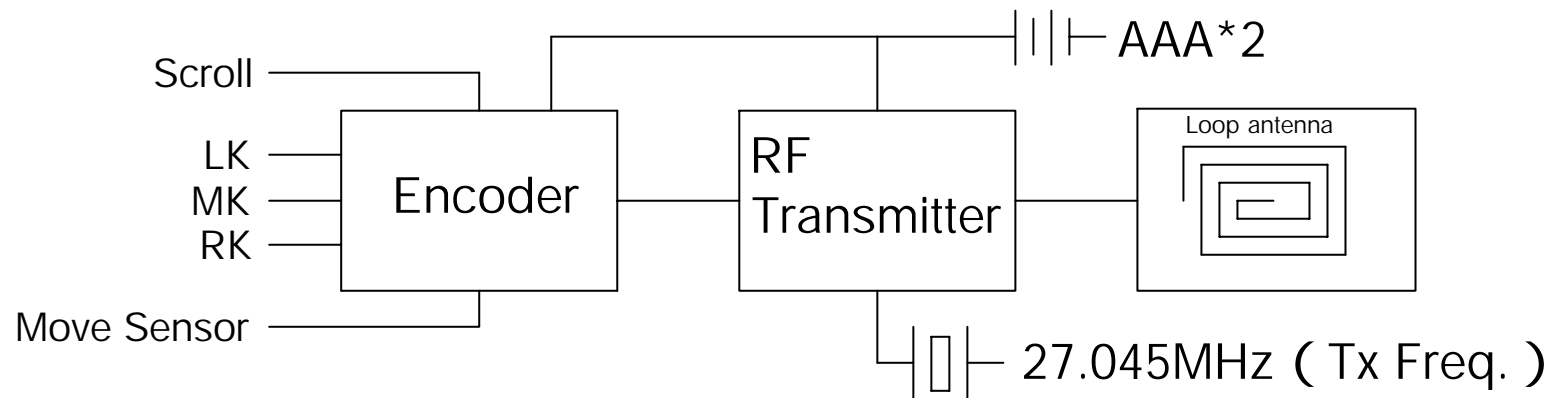 AAA*2
Scroll
Loop antenna
LK
MK
RK
Encoder
RF
Transmitter
Move Sensor
27.045MHz ( Tx Freq. )